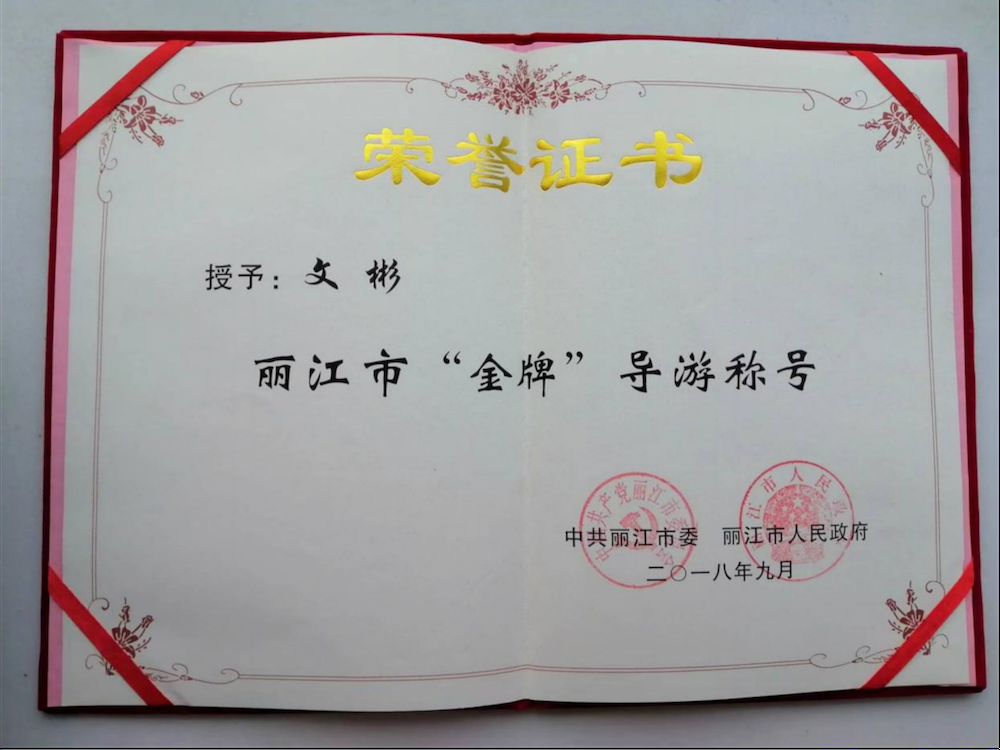 荣誉证书
授予：文彬
丽江市“金牌”导游称号
中共丽江市委 丽江市人民政府
二〇一八年九月